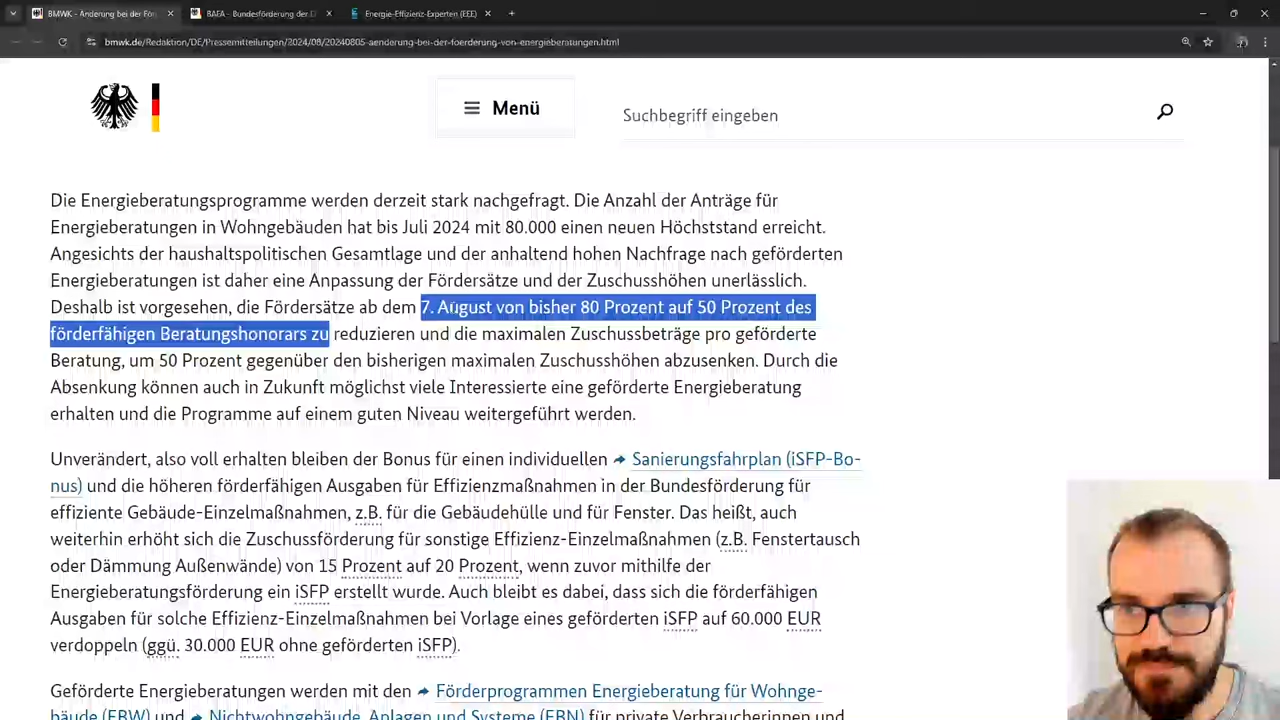 BMWK - Änderung bei der För
BAFA - Bundesförderung der D
Energie-Effizienz-Experten (EEE)
bmwk.de/Redaktion/DE/Pressemitteilungen/2024/08/20240805-aenderung-bei-der-foerderung-von-energieberatungen.html
Menü
Suchbegriff eingeben
Die Energieberatungsprogramme werden derzeit stark nachgefragt. Die Anzahl der Anträge für
Energieberatungen in Wohngebäuden hat bis Juli 2024 mit 80.000 einen neuen Höchststand erreicht.
Angesichts der haushaltspolitischen Gesamtlage und der anhaltend hohen Nachfrage nach geförderten
Energieberatungen ist daher eine Anpassung der Fördersätze und der Zuschusshöhen unerlässlich.
Deshalb ist vorgesehen, die Fördersätze ab dem 7. August von bisher 80 Prozent auf 50 Prozent des
förderfähigen Beratungshonorars zu reduzieren und die maximalen Zuschussbeträge pro geförderte
Beratung, um 50 Prozent gegenüber den bisherigen maximalen Zuschusshöhen abzusenken. Durch die
Absenkung können auch in Zukunft möglichst viele Interessierte eine geförderte Energieberatung
erhalten und die Programme auf einem guten Niveau weitergeführt werden.
Unverändert, also voll erhalten bleiben der Bonus für einen individuellen Sanierungsfahrplan (iSFP-Bo-
nus) und die höheren förderfähigen Ausgaben für Effizienzmaßnahmen in der Bundesförderung für
effiziente Gebäude-Einzelmaßnahmen, z.B. für die Gebäudehülle und für Fenster. Das heißt, auch
weiterhin erhöht sich die Zuschussförderung für sonstige Effizienz-Einzelmaßnahmen (z.B. Fenstertausch
oder Dämmung Außenwände) von 15 Prozent auf 20 Prozent, wenn zuvor mithilfe der
Energieberatungsförderung ein iSFP erstellt wurde. Auch bleibt es dabei, dass sich die förderfähigen
Ausgaben für solche Effizienz-Einzelmaßnahmen bei Vorlage eines geförderten iSFP auf 60.000 EUR
verdoppeln (ggü. 30.000 EUR ohne geförderten iSFP).
Geförderte Energieberatungen werden mit den Förderprogrammen Energieberatung für Wohnge-
bäude (EBW) und Nichtwohngebäude, Anlagen und Systeme (EBN) für private Verbraucherinnen und